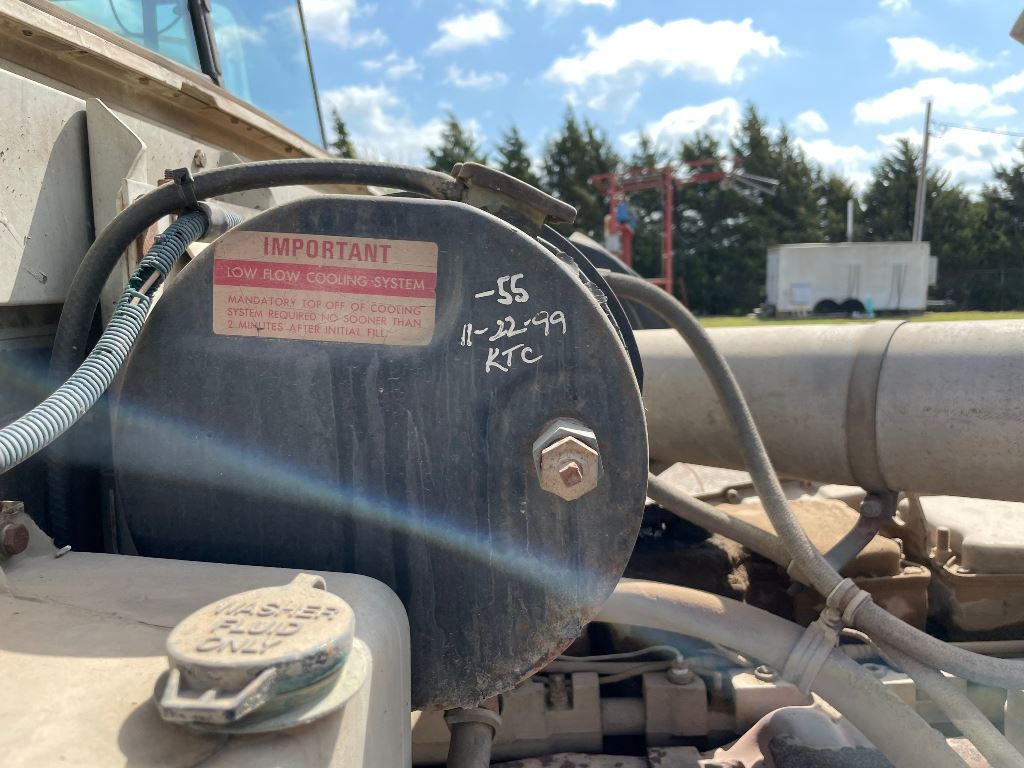 IMPORTANT
LOW FLOW COOLING SYSTEM
MANDATORY TOP OFF OF COOLING
SYSTEM REQUIRED NO SOONER THAN
2 MINUTES AFTER INITIAL FILL
-55
11-22-99
KTC
WASHER
FLUID
ONLY